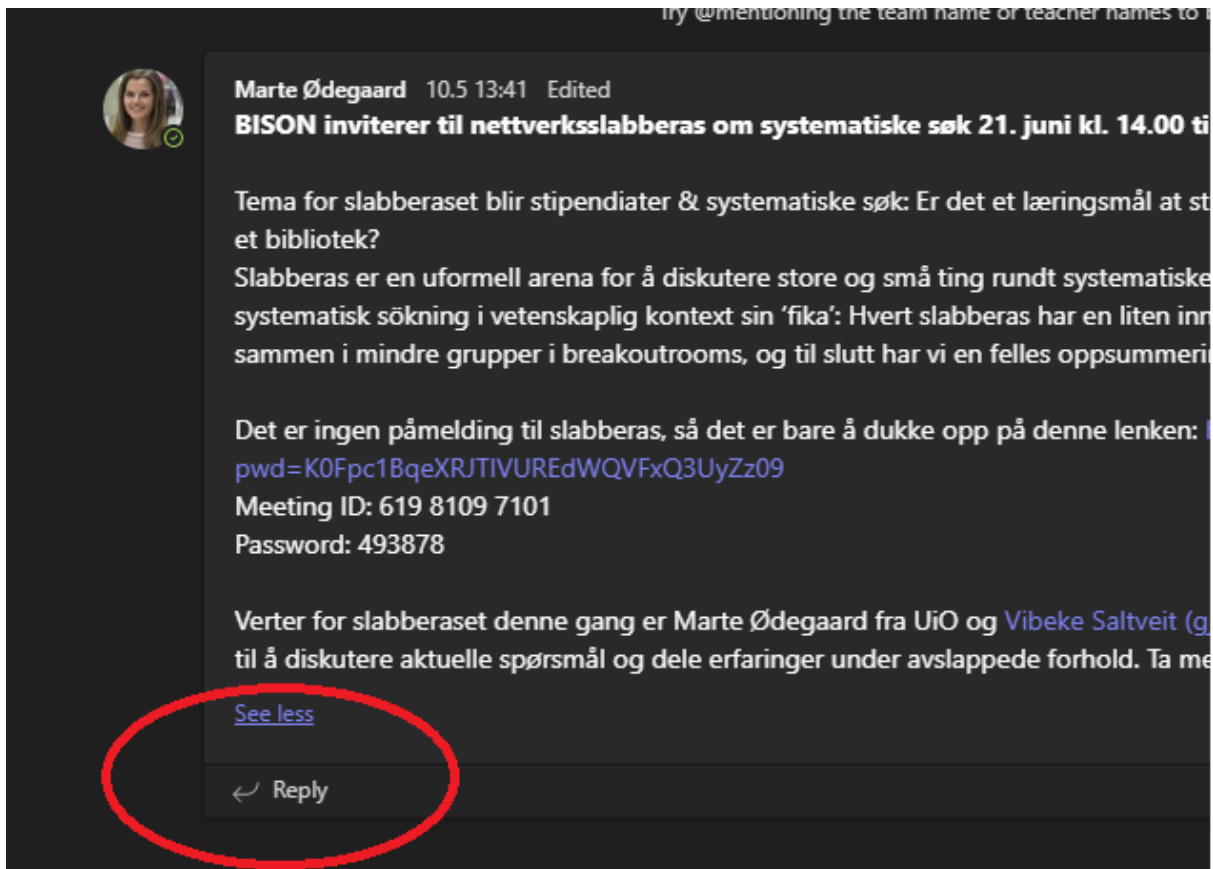 Try @mentioning the team name or teacher names to
Marte Ødegaard 10.5 13:41 Edited
BISON inviterer til nettverksslabberas om systematiske søk 21. juni kl. 14.00 ti
Tema for slabberaset blir stipendiater & systematiske søk: Er det et læringsmål at st
et bibliotek?
Slabberas er en uformell arena for å diskutere store og små ting rundt systematiske
systematisk sökning i vetenskaplig kontext sin ‘fika’: Hvert slabberas har en liten inn
sammen i mindre grupper i breakoutrooms, og til slutt har vi en felles oppsummeri
Det er ingen påmelding til slabberas, så det er bare å dukke opp på denne lenken:
pwd=K0Fpc1BqeXRJTlVUREdWQVFxQ3UyZz09
Meeting ID: 619 8109 7101
Password: 493878
Verter for slabberaset denne gang er Marte Ødegaard fra UiO og Vibeke Saltveit (g
til å diskutere aktuelle spørsmål og dele erfaringer under avslappede forhold. Ta me
See less
Reply